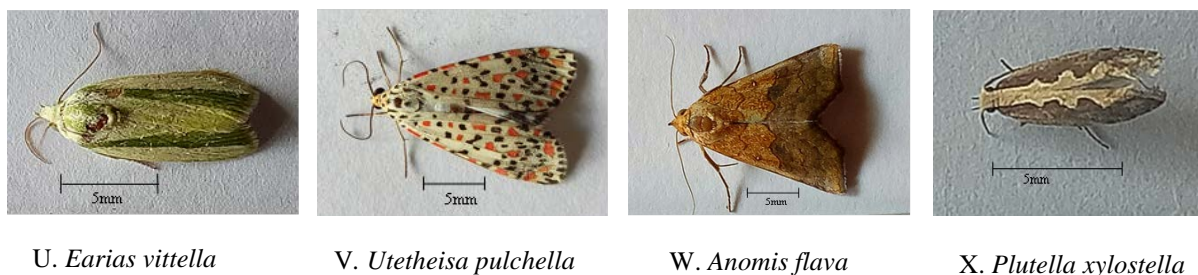 5mm
5mm
5mm
5mm
U. Earias vittella
V. Utetheisa pulchella
W. Anomis flava
X. Plutella xylostella